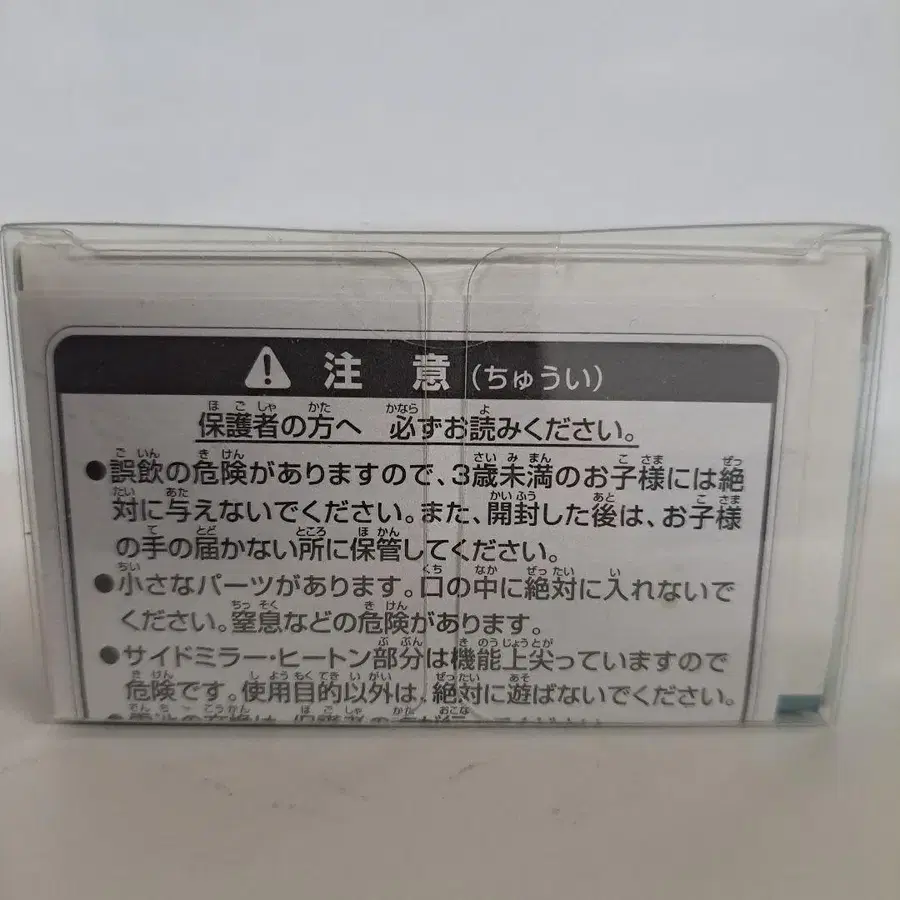 注意(ちゅうい)
保護者の方へ 必ずお読みください。
●誤飲の危険がありますので、3歳未満のお子様には絶
対に与えないでください。また、開封した後は、お子様
の手の届かない所に保管してください。
●小さなパーツがあります。口の中に絶対に入れないで
ください。窒息などの危険があります。
●サイドミラー・ヒートン部分は機能上尖っていますので
危険です。使用目的以外は、絶対に遊ばないでください。